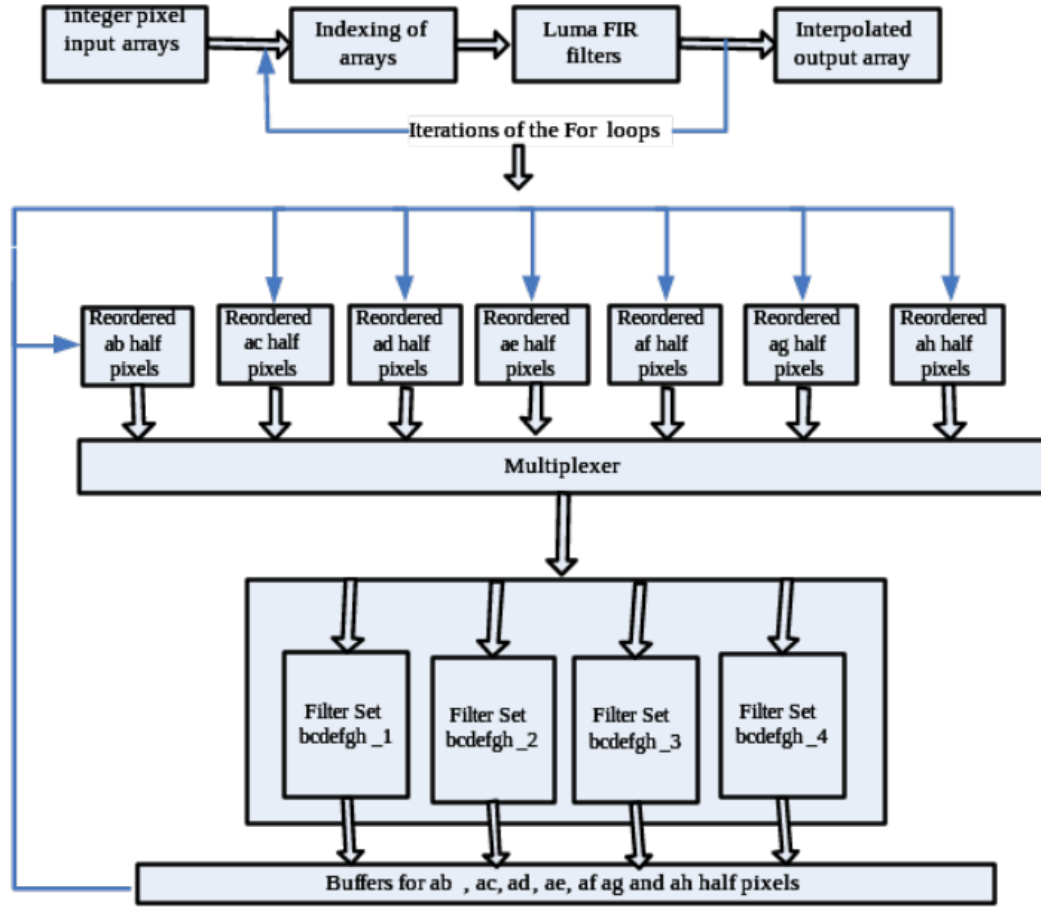 integer pixel
input arrays
Indexing of
arrays
Luma FIR
filters
Interpolated
output array
Iterations of the For loops
Reordered
ab half
pixels
Reordered
ac half
pixels
Reordered
ad half
pixels
Reordered
ae half
pixels
Reordered
af half
pixels
Reordered
ag half
pixels
Reordered
ah half
pixels
Multiplexer
Filter Set
bcdefgh _1
Filter Set
bcdefgh _2
Filter Set
bcdefgh _3
Filter Set
bcdefgh _4
Buffers for ab , ac, ad, ae, af ag and ah half pixels